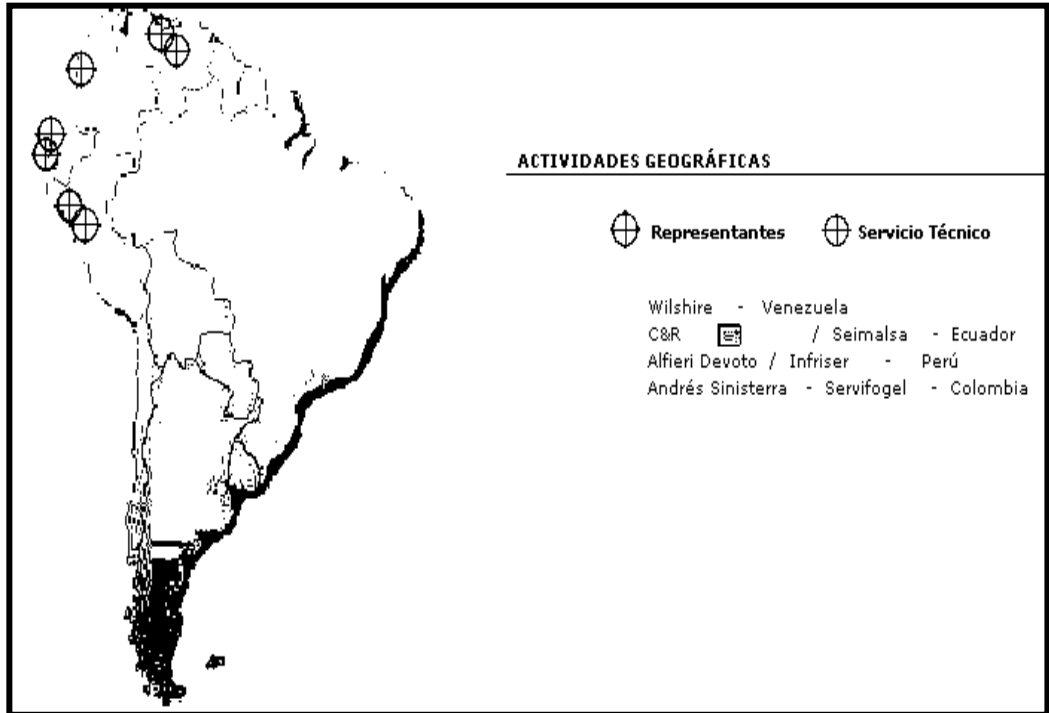 ACTIVIDADES GEOGRÁFICAS
Representantes Servicio Técnico
Wilshire - Venezuela
C&R / Seimalsa - Ecuador
Alfieri Devoto / Infriser - Perú
Andrés Sinisterra - Servifogel - Colombia